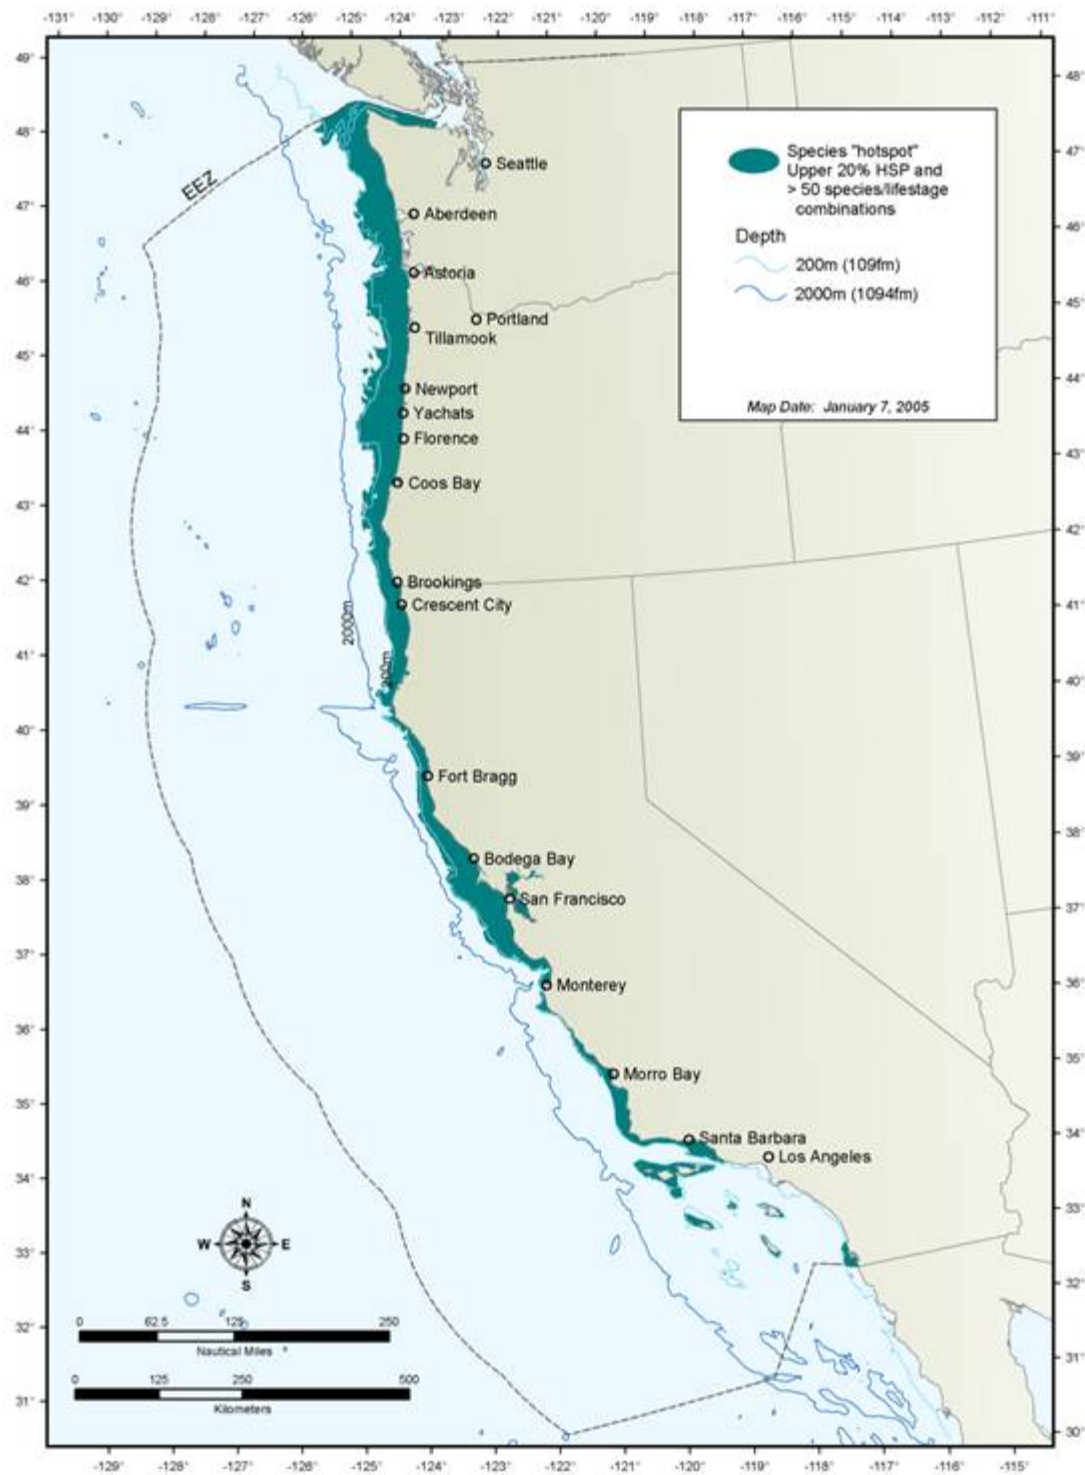 -131° -130° -129° -128° -127° -126° -125° -124° -123° -122° -121° -120° -119° -118° -117° -116° -115° -114° -113° -112° -111°
49°
48°
47°
46°
45°
44°
43°
42°
41°
40°
39°
38°
37°
36°
35°
34°
33°
32°
31°
EEZ
Seattle
Aberdeen
Astoria
Portland
Tillamook
Newport
Yachats
Florence
Coos Bay
Brookings
Crescent City
2000m
200m
Fort Bragg
Bodega Bay
San Francisco
Monterey
Morro Bay
Santa Barbara
Los Angeles
Species "hotspot"
Upper 20% HSP and
> 50 species/lifestage
combinations
Depth
200m (109fm)
2000m (1094fm)
Map Date: January 7, 2005
48°
47°
46°
45°
44°
43°
42°
41°
40°
39°
38°
37°
36°
35°
34°
33°
32°
31°
30°
N
W E
S
0 62.5 125 250
Nautical Miles
0 125 250 500
Kilometers
-129° -128° -127° -126° -125° -124° -123° -122° -121° -120° -119° -118° -117° -116° -115°